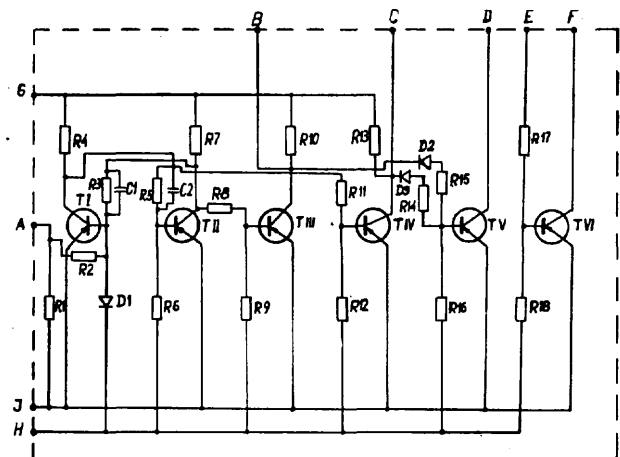 B C D E F
6
R4 R7 R10 R13 R17
D2
D3 R15
R3 C1 R5 C2 R11 R14
R8
TI TII TIII TIV TV TVI
A
R2
R1 D1 R6 R9 R12 R16 R18
J
H